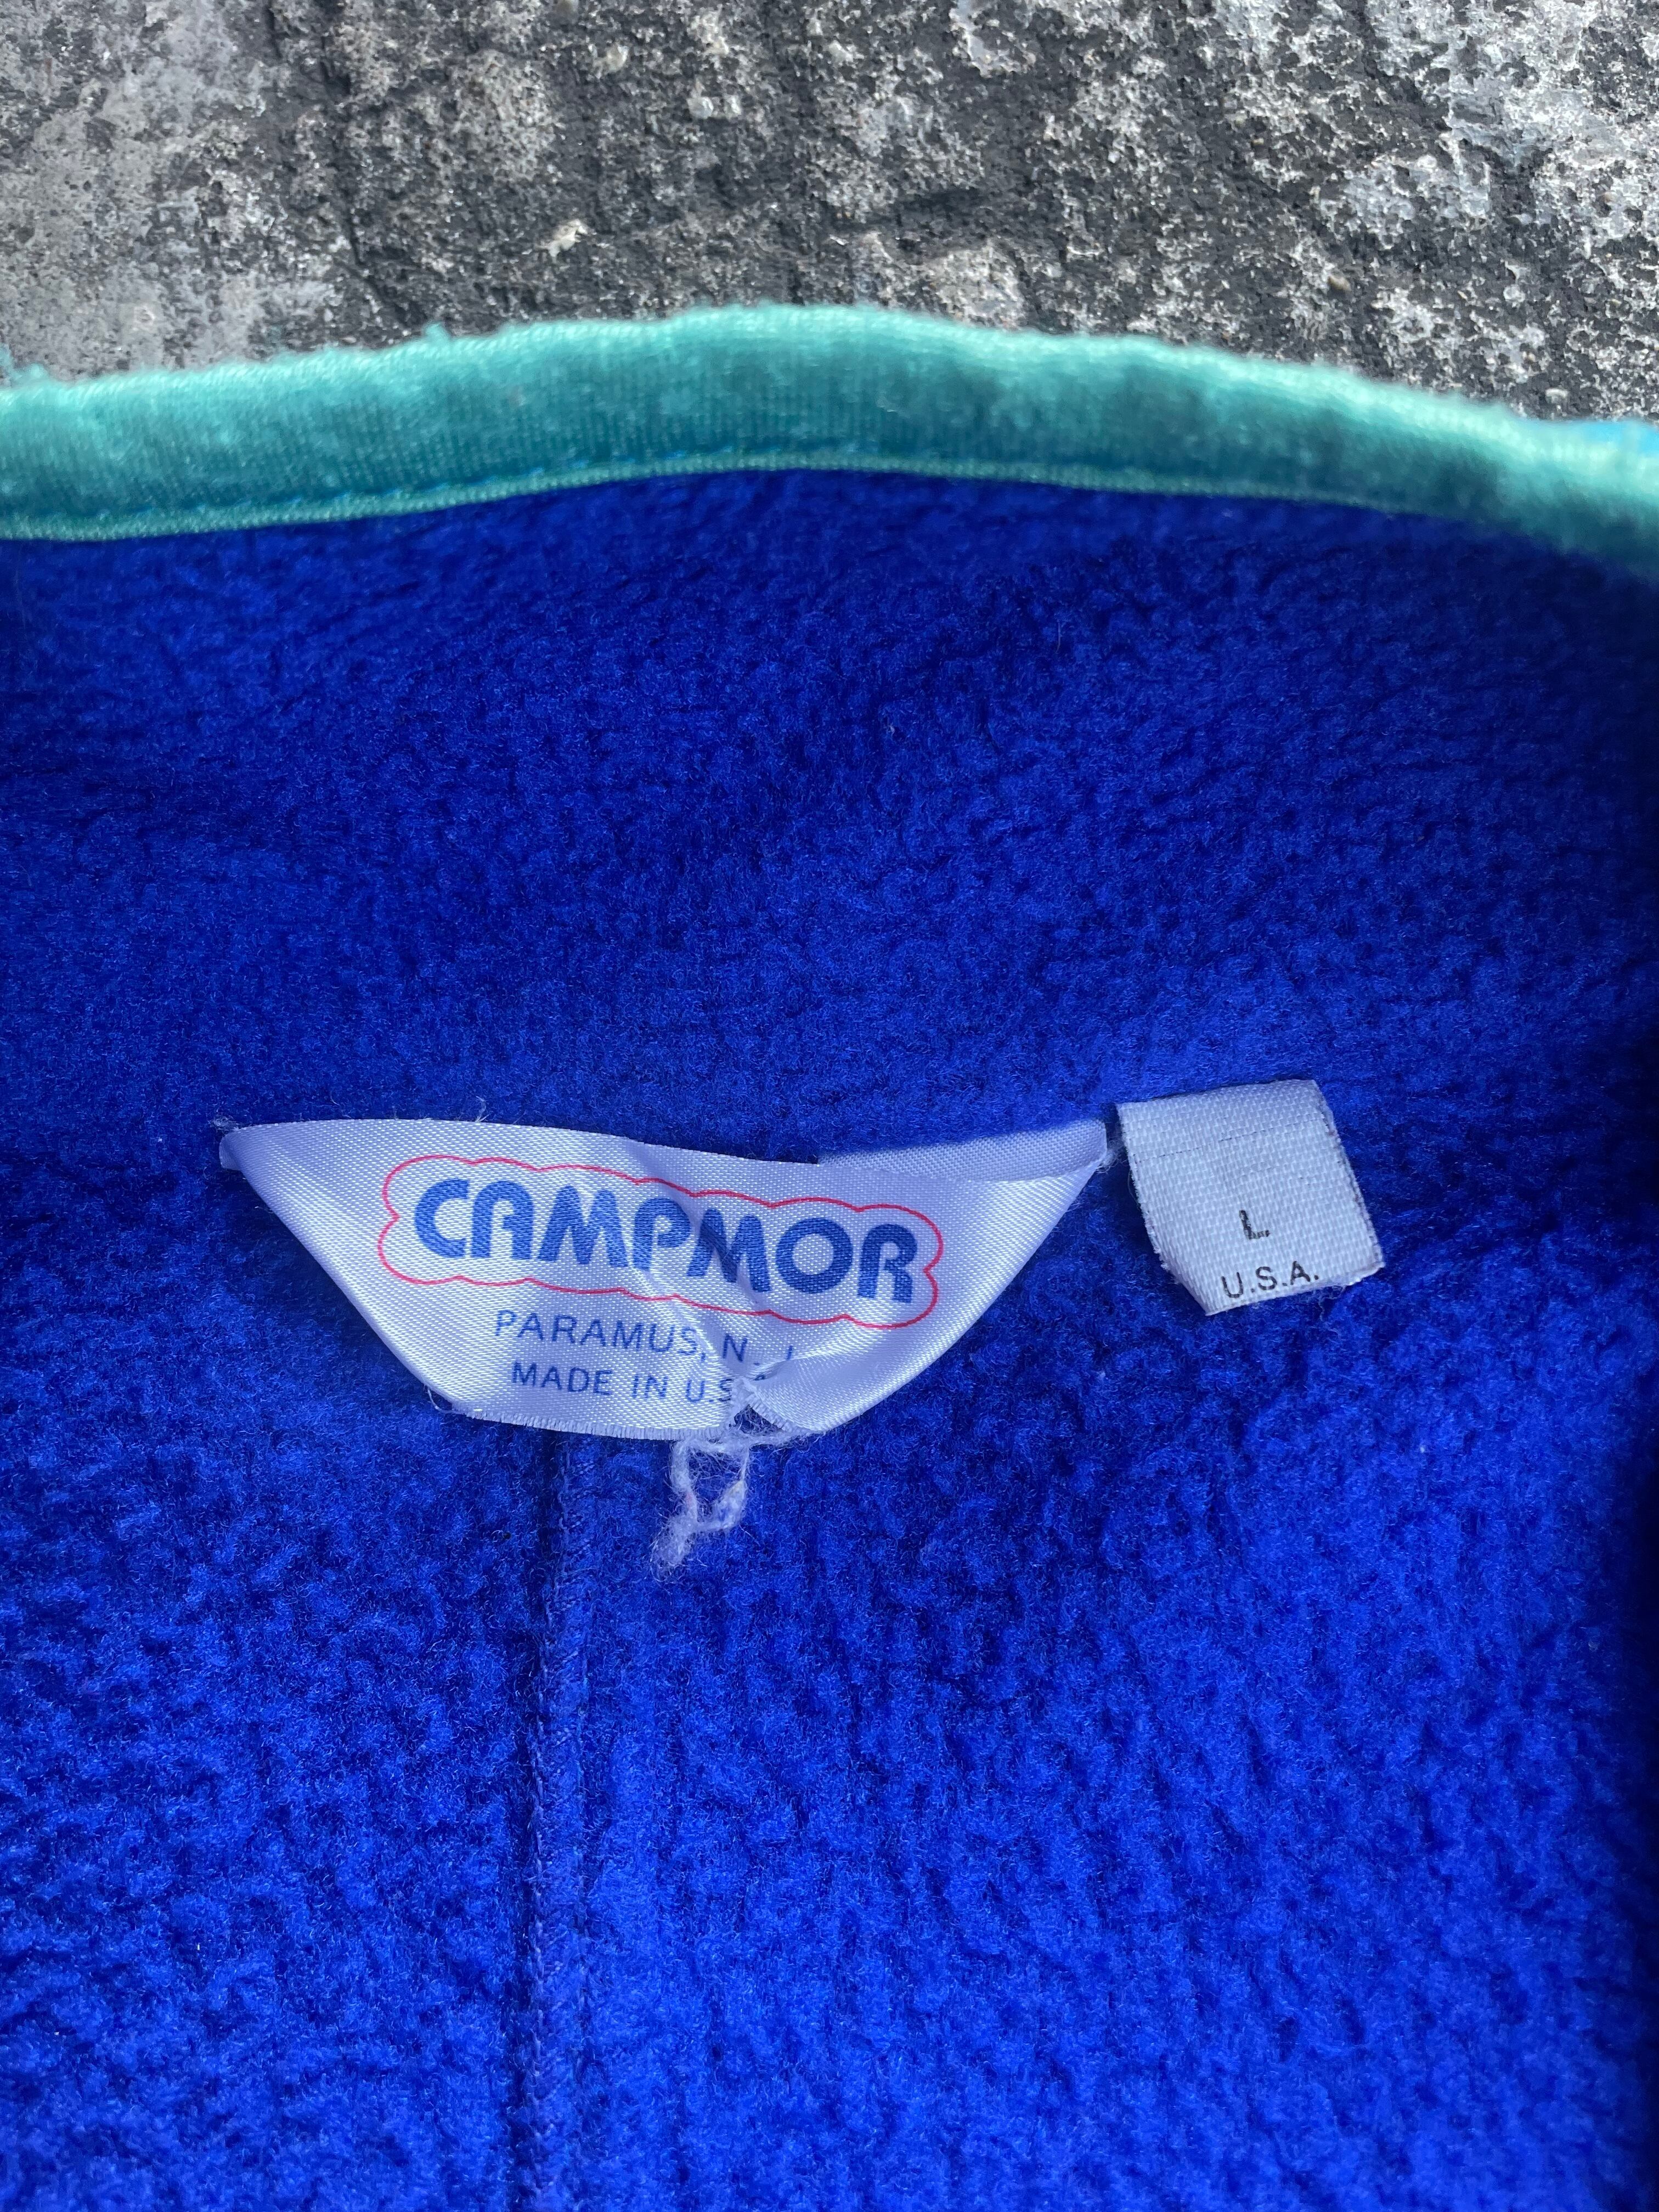 CAMPMOR
PARAMUS, N.J
MADE IN U.S.A
L
U.S.A.